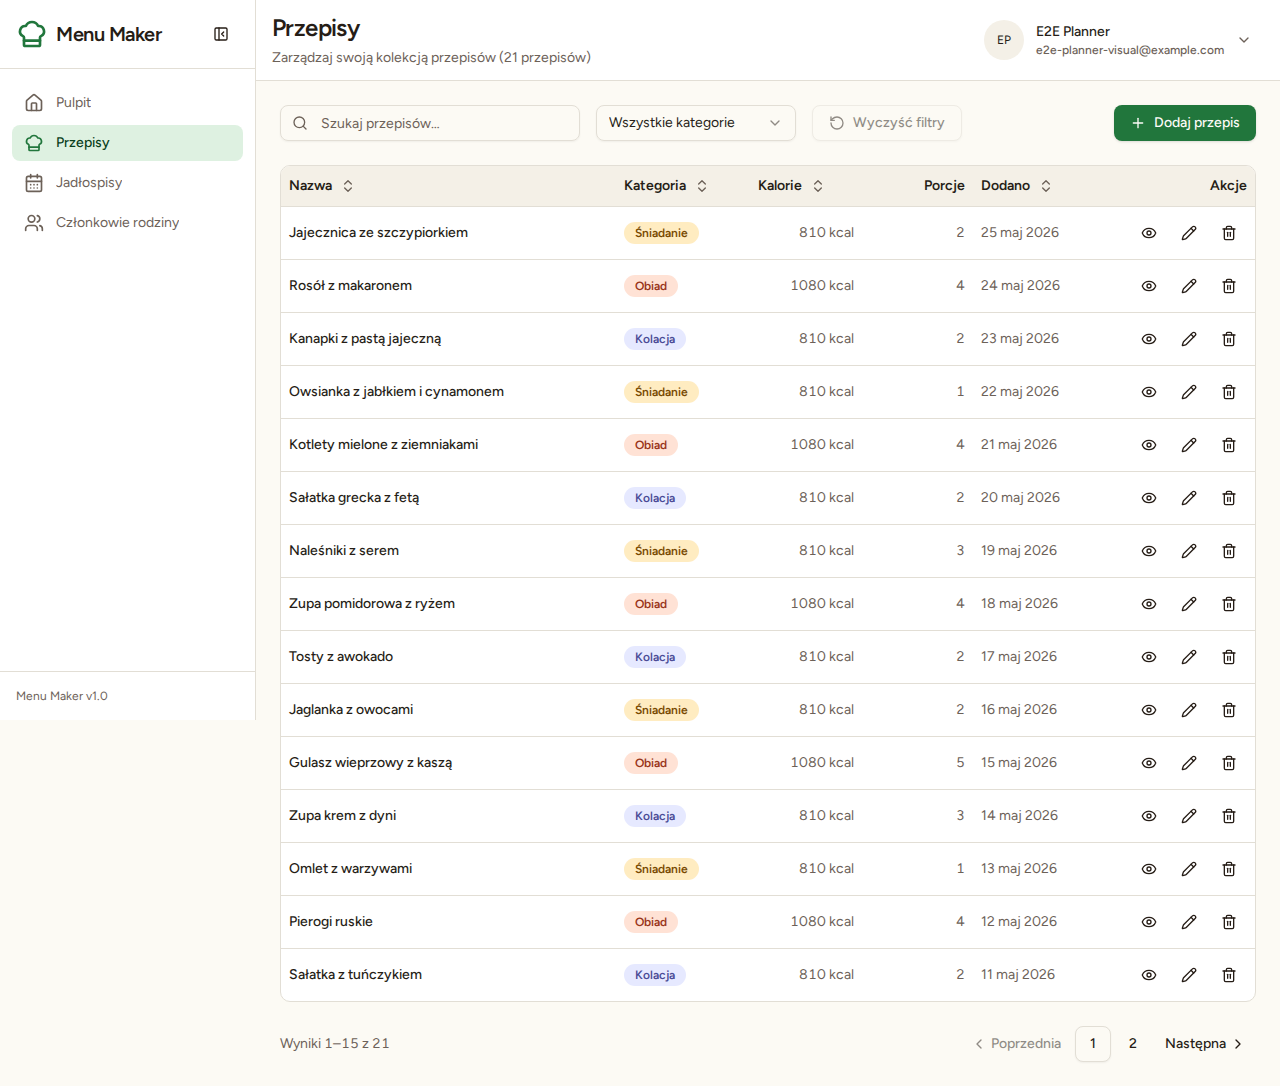 Menu Maker
Przepisy
Zarządzaj swoją kolekcją przepisów (21 przepisów)
EP
E2E Planner
e2e-planner-visual@example.com
Pulpit
Przepisy
Jadłospisy
Członkowie rodziny
Menu Maker v1.0
Szukaj przepisów...
Wszystkie kategorie
Wyczyść filtry
Dodaj przepis
Nazwa Kategoria Kalorie Porcje Dodano Akcje
Jajecznica ze szczypiorkiem Śniadanie 810 kcal 2 25 maj 2026
Rosół z makaronem Obiad 1080 kcal 4 24 maj 2026
Kanapki z pastą jajeczną Kolacja 810 kcal 2 23 maj 2026
Owsianka z jabłkiem i cynamonem Śniadanie 810 kcal 1 22 maj 2026
Kotlety mielone z ziemniakami Obiad 1080 kcal 4 21 maj 2026
Sałatka grecka z fetą Kolacja 810 kcal 2 20 maj 2026
Naleśniki z serem Śniadanie 810 kcal 3 19 maj 2026
Zupa pomidorowa z ryżem Obiad 1080 kcal 4 18 maj 2026
Tosty z awokado Kolacja 810 kcal 2 17 maj 2026
Jaglanka z owocami Śniadanie 810 kcal 2 16 maj 2026
Gulasz wieprzowy z kaszą Obiad 1080 kcal 5 15 maj 2026
Zupa krem z dyni Kolacja 810 kcal 3 14 maj 2026
Omlet z warzywami Śniadanie 810 kcal 1 13 maj 2026
Pierogi ruskie Obiad 1080 kcal 4 12 maj 2026
Sałatka z tuńczykiem Kolacja 810 kcal 2 11 maj 2026
Wyniki 1–15 z 21
Poprzednia 1 2 Następna